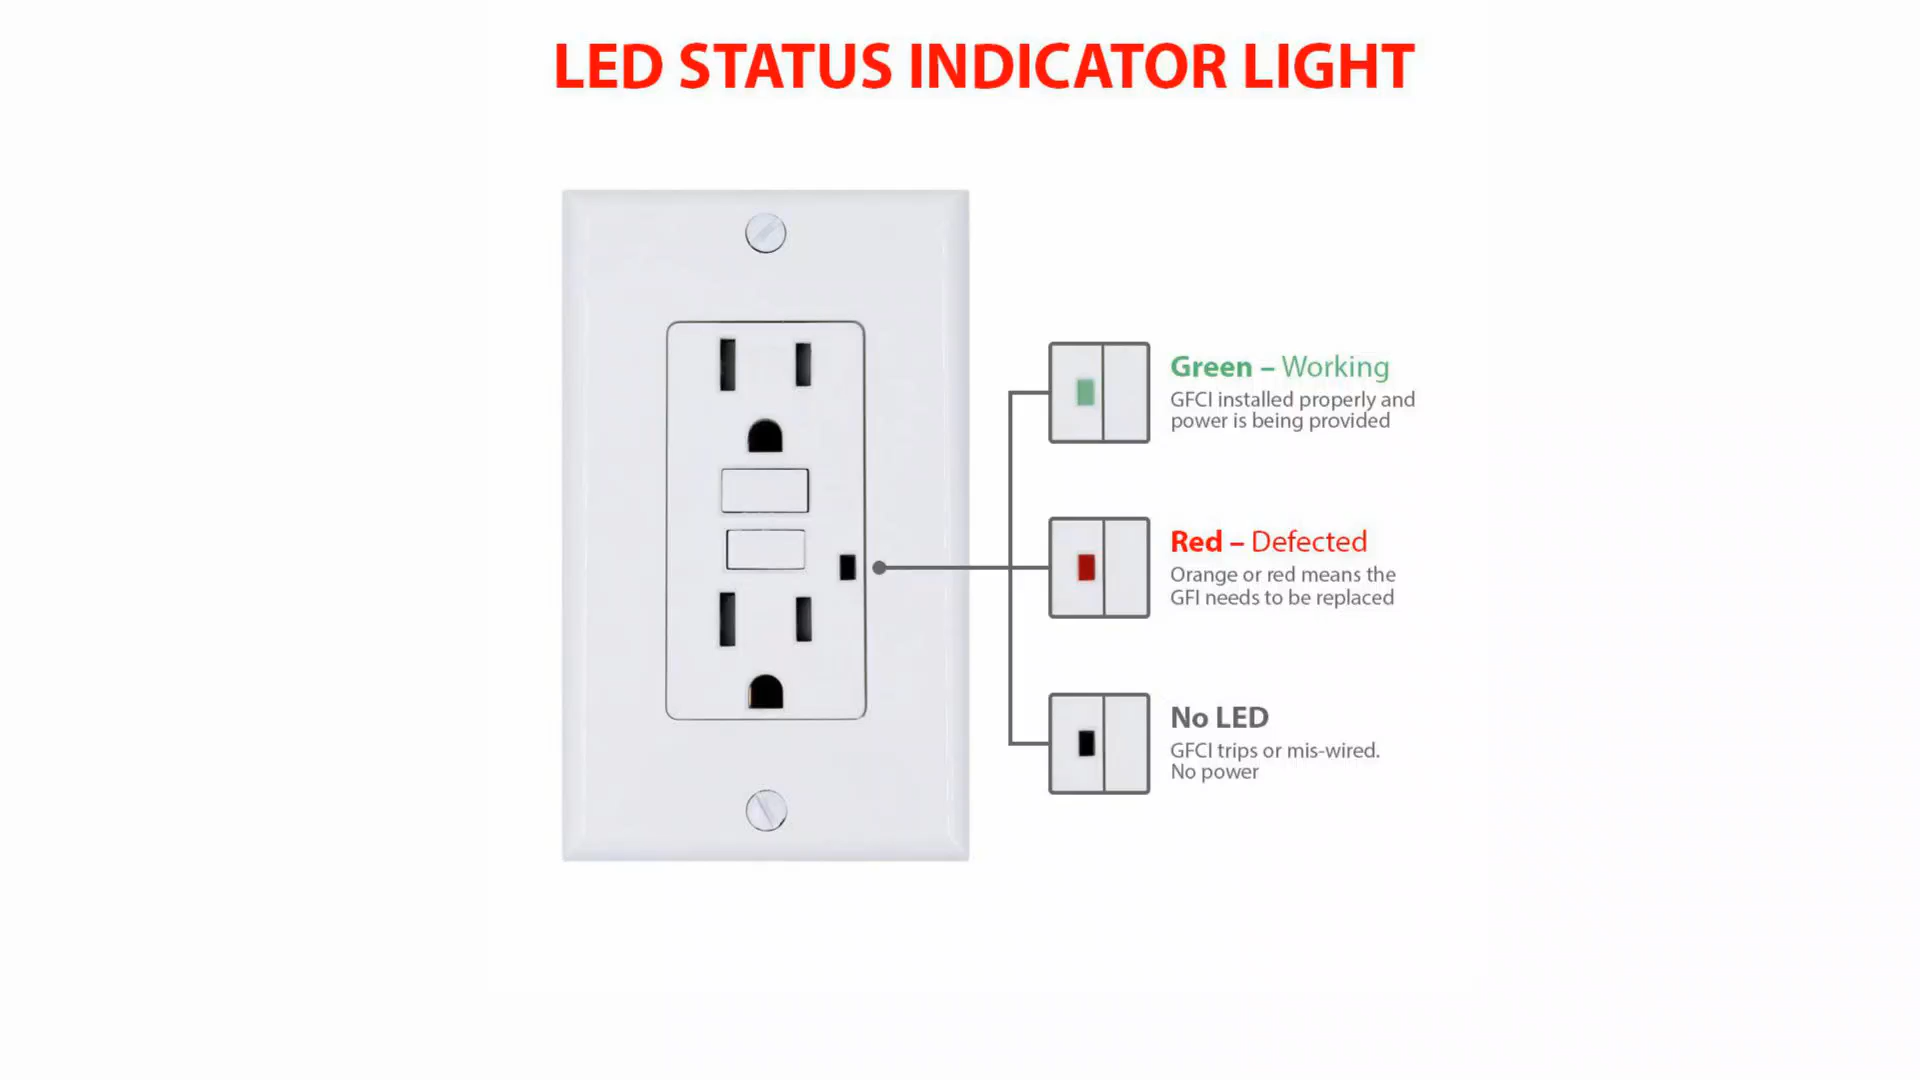 LED STATUS INDICATOR LIGHT
Green – Working
GFCI installed properly and
power is being provided
Red – Defected
Orange or red means the
GFI needs to be replaced
No LED
GFCI trips or mis-wired.
No power